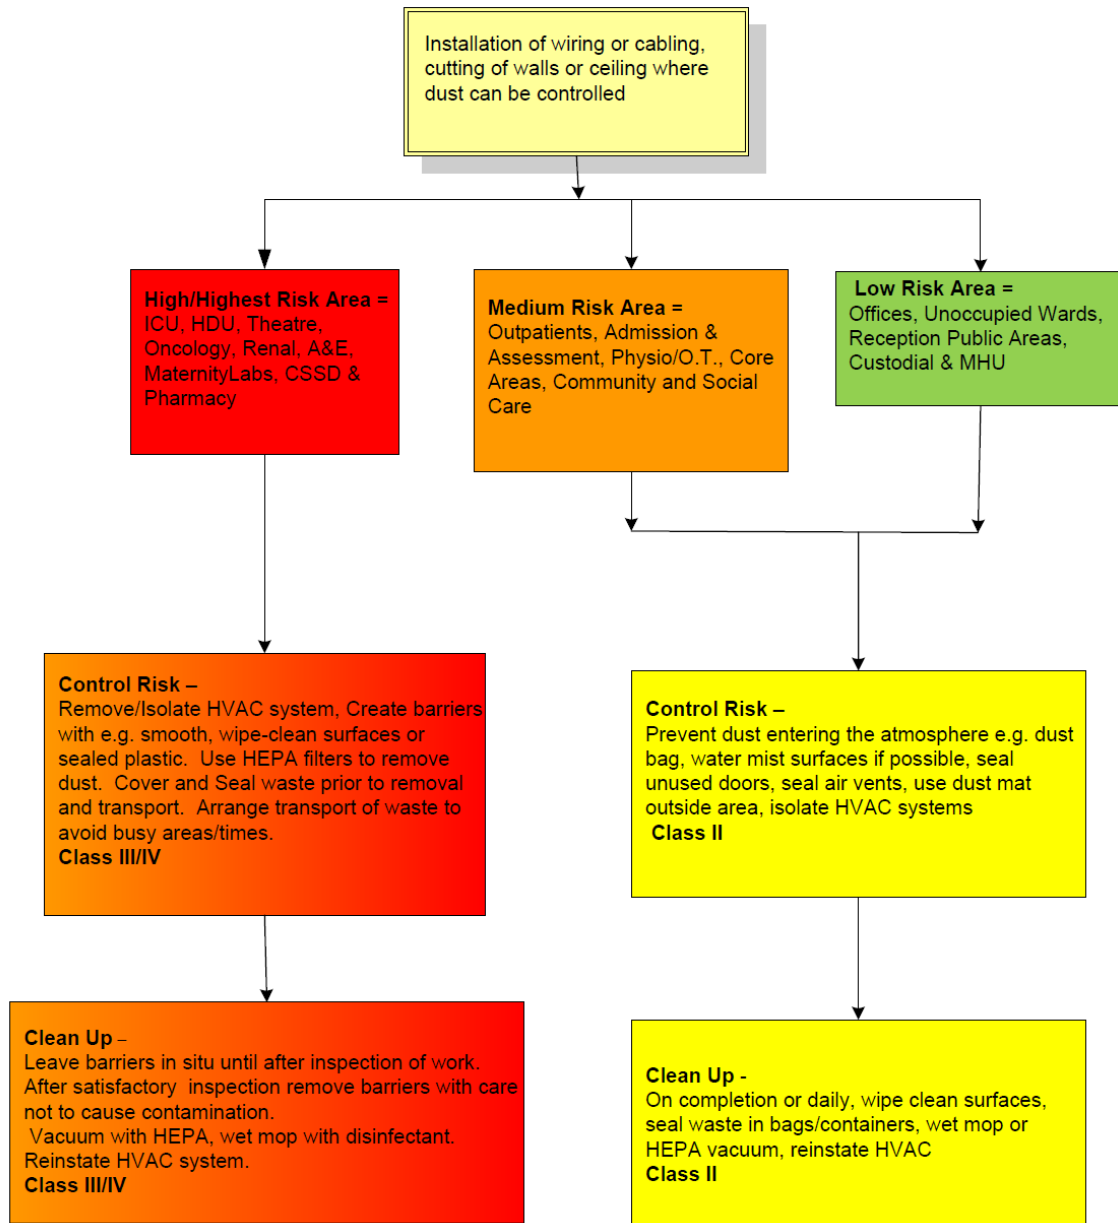 Installation of wiring or cabling,
cutting of walls or ceiling where
dust can be controlled
High/Highest Risk Area =
ICU, HDU, Theatre,
Oncology, Renal, A&E,
MaternityLabs, CSSD &
Pharmacy
Medium Risk Area =
Outpatients, Admission &
Assessment, Physio/O.T., Core
Areas, Community and Social
Care
Low Risk Area =
Offices, Unoccupied Wards,
Reception Public Areas,
Custodial & MHU
Control Risk –
Remove/Isolate HVAC system, Create barriers
with e.g. smooth, wipe-clean surfaces or
sealed plastic. Use HEPA filters to remove
dust. Cover and Seal waste prior to removal
and transport. Arrange transport of waste to
avoid busy areas/times.
Class III/IV
Control Risk –
Prevent dust entering the atmosphere e.g. dust
bag, water mist surfaces if possible, seal
unused doors, seal air vents, use dust mat
outside area, isolate HVAC systems
Class II
Clean Up –
Leave barriers in situ until after inspection of work.
After satisfactory inspection remove barriers with care
not to cause contamination.
Vacuum with HEPA, wet mop with disinfectant.
Reinstate HVAC system.
Class III/IV
Clean Up -
On completion or daily, wipe clean surfaces,
seal waste in bags/containers, wet mop or
HEPA vacuum, reinstate HVAC
Class II